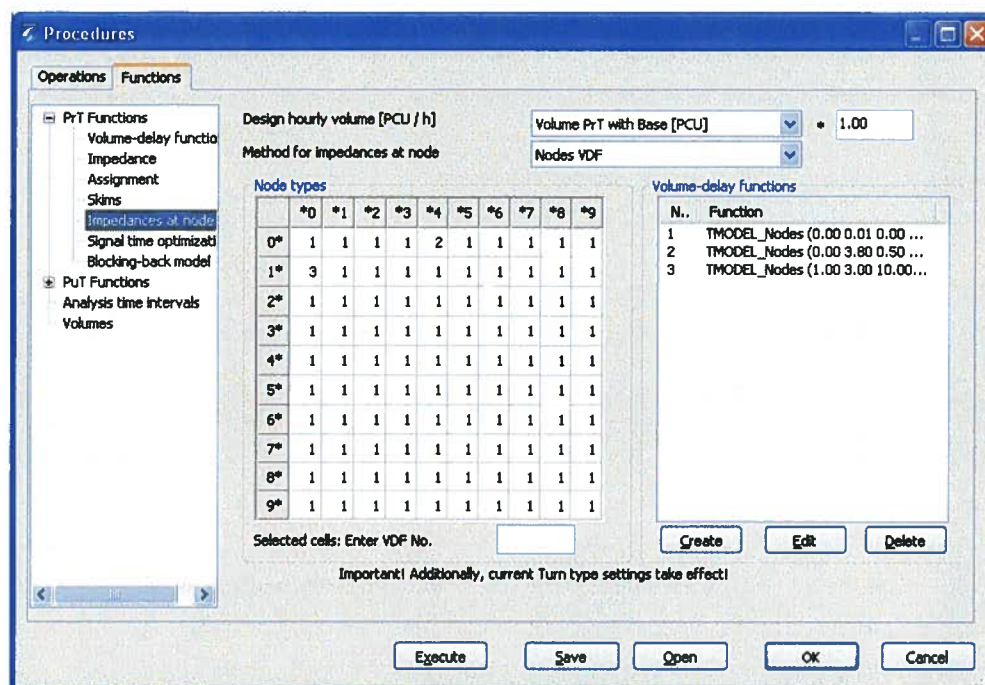 Procedures
Operations Functions
PrT Functions
Volume-delay functio
Impedance
Assignment
Skims
Impedances at node
Signal time optimizati
Blocking-back model
PuT Functions
Analysis time intervals
Volumes
Design hourly volume [PCU / h] Volume PrT with Base [PCU] * 1.00
Method for impedances at node Nodes VDF
Node types
*0 *1 *2 *3 *4 *5 *6 *7 *8 *9
0* 1 1 1 1 2 1 1 1 1 1
1* 3 1 1 1 1 1 1 1 1 1
2* 1 1 1 1 1 1 1 1 1 1
3* 1 1 1 1 1 1 1 1 1 1
4* 1 1 1 1 1 1 1 1 1 1
5* 1 1 1 1 1 1 1 1 1 1
6* 1 1 1 1 1 1 1 1 1 1
7* 1 1 1 1 1 1 1 1 1 1
8* 1 1 1 1 1 1 1 1 1 1
9* 1 1 1 1 1 1 1 1 1 1
Selected cells: Enter VDF No.
Volume-delay functions
N.. Function
1 TMODEL_Nodes (0.00 0.01 0.00 ...
2 TMODEL_Nodes (0.00 3.80 0.50 ...
3 TMODEL_Nodes (1.00 3.00 10.00...
Create Edit Delete
Important! Additionally, current Turn type settings take effect!
Execute Save Open OK Cancel